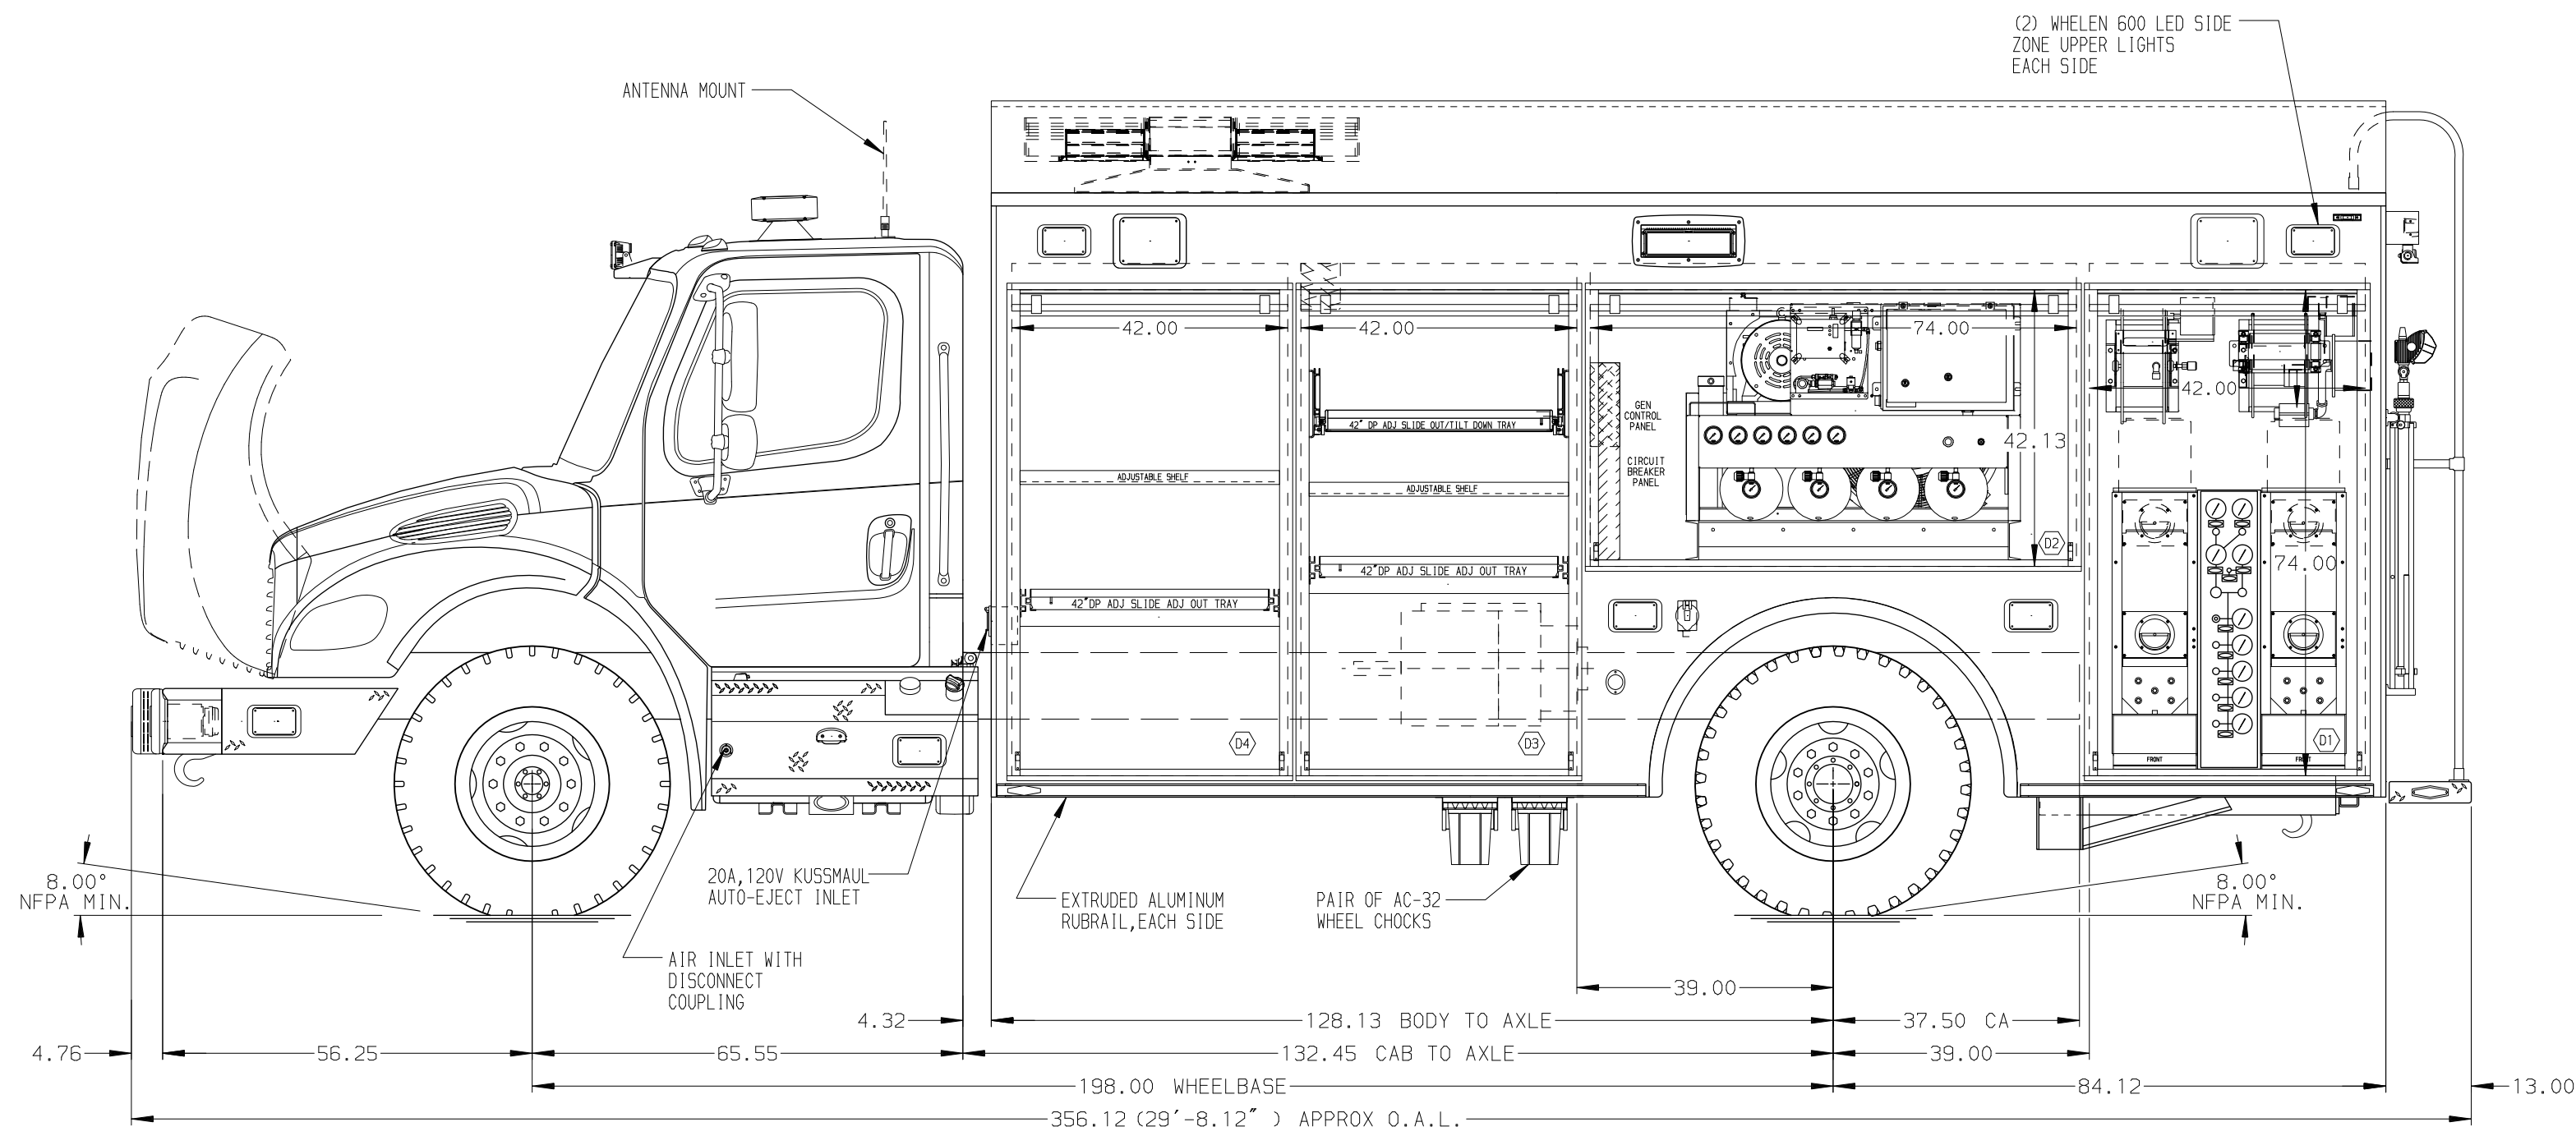 (2) WHELEN 600 LED SIDE
ZONE UPPER LIGHTS
EACH SIDE
ANTENNA MOUNT
42.00
42.00
74.00
42.00
GEN
CONTROL
PANEL
42" DP ADJ SLIDE OUT/TILT DOWN TRAY
42.13
CIRCUIT
BREAKER
PANEL
ADJUSTABLE SHELF
ADJUSTABLE SHELF
D2
74.00
42"DP ADJ SLIDE ADJ OUT TRAY
42"DP ADJ SLIDE ADJ OUT TRAY
D4
D3
D1
FRONT
FRONT
8.00°
NFPA MIN.
20A,120V KUSSMAUL
AUTO-EJECT INLET
EXTRUDED ALUMINUM
RUBRAIL,EACH SIDE
PAIR OF AC-32
WHEEL CHOCKS
8.00°
NFPA MIN.
AIR INLET WITH
DISCONNECT
COUPLING
39.00
4.32
128.13 BODY TO AXLE
37.50 CA
4.76
56.25
65.55
132.45 CAB TO AXLE
39.00
198.00 WHEELBASE
84.12
13.00
356.12 (29'-8.12" ) APPROX O.A.L.